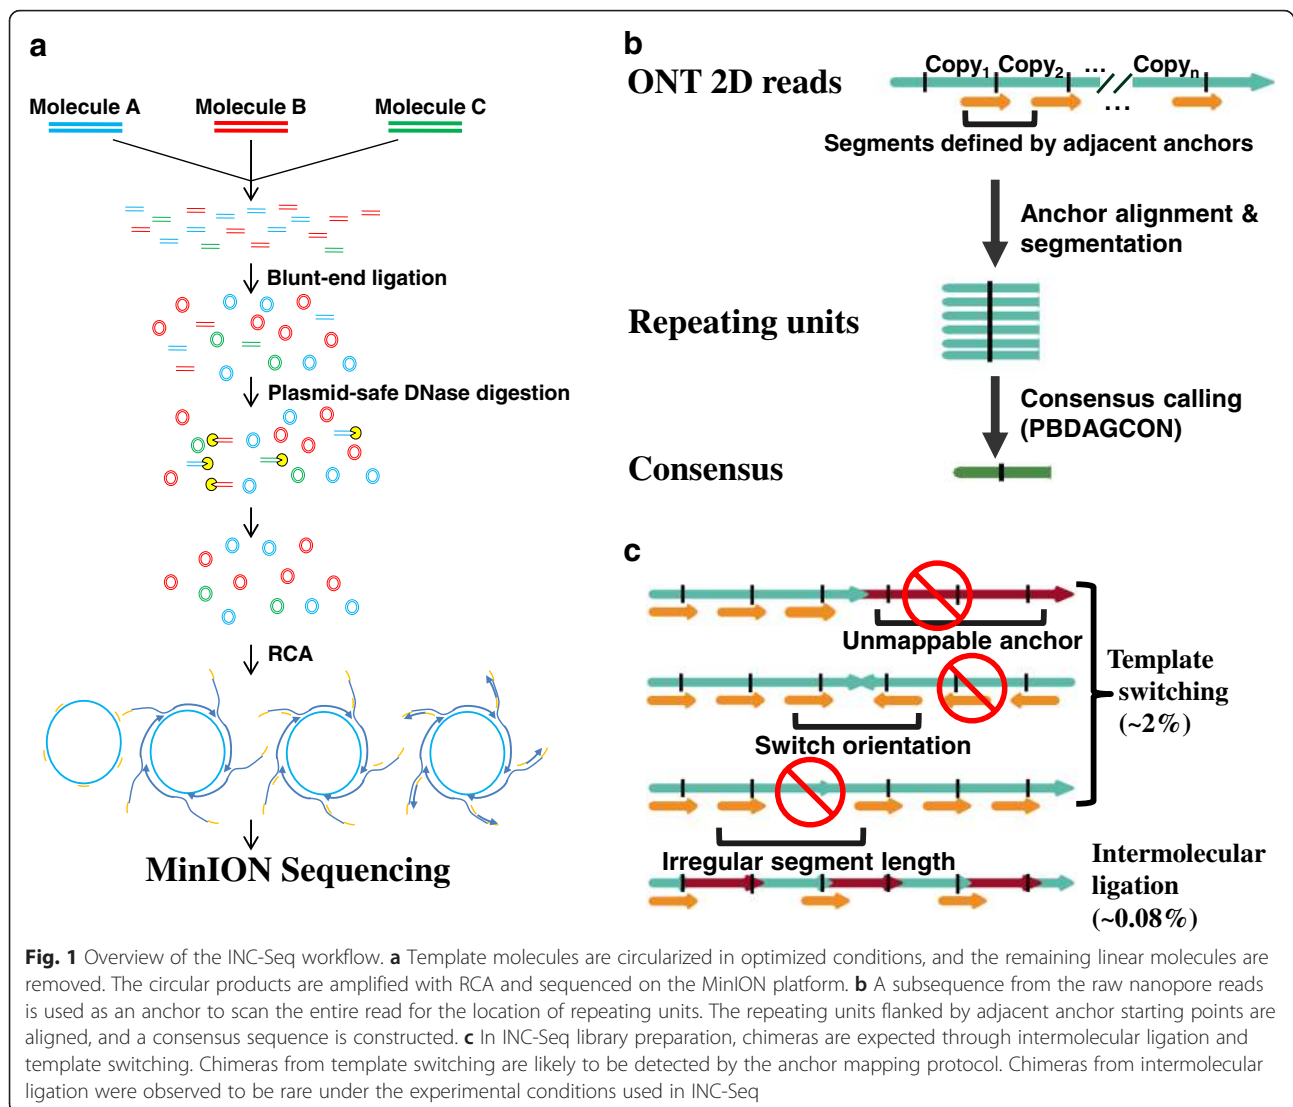 a
Molecule A
Molecule B
Molecule C
Blunt-end ligation
Plasmid-safe DNase digestion
RCA
MinION Sequencing
b
ONT 2D reads
Copy1
Copy2
...
Copyn
...
Segments defined by adjacent anchors
Anchor alignment &
segmentation
Repeating units
Consensus calling
(PBDAGCON)
Consensus
c
Unmappable anchor
Switch orientation
Irregular segment length
Template
switching
(~2%)
Intermolecular
ligation
(~0.08%)
Fig. 1 Overview of the INC-Seq workflow. a Template molecules are circularized in optimized conditions, and the remaining linear molecules are
removed. The circular products are amplified with RCA and sequenced on the MinION platform. b A subsequence from the raw nanopore reads
is used as an anchor to scan the entire read for the location of repeating units. The repeating units flanked by adjacent anchor starting points are
aligned, and a consensus sequence is constructed. c In INC-Seq library preparation, chimeras are expected through intermolecular ligation and
template switching. Chimeras from template switching are likely to be detected by the anchor mapping protocol. Chimeras from intermolecular
ligation were observed to be rare under the experimental conditions used in INC-Seq